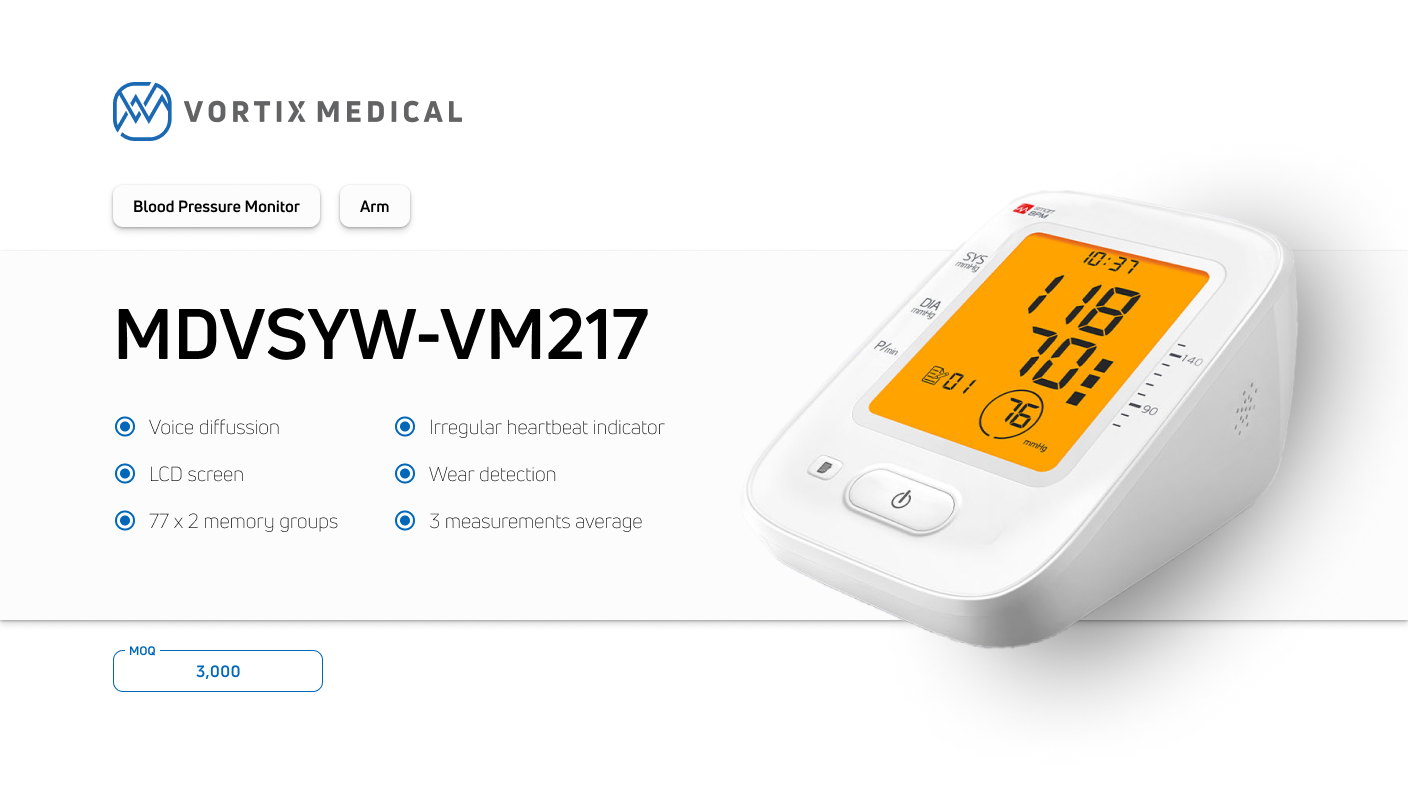 VORTIX MEDICAL
Blood Pressure Monitor
Arm
MDVSYW-VM217
Voice diffussion
Irregular heartbeat indicator
LCD screen
Wear detection
77 x 2 memory groups
3 measurements average
MOQ
3,000
smart
BPM
10:37
SYS
mmHg
118
DIA
mmHg
70
P/min
01
76
mmHg
140
90